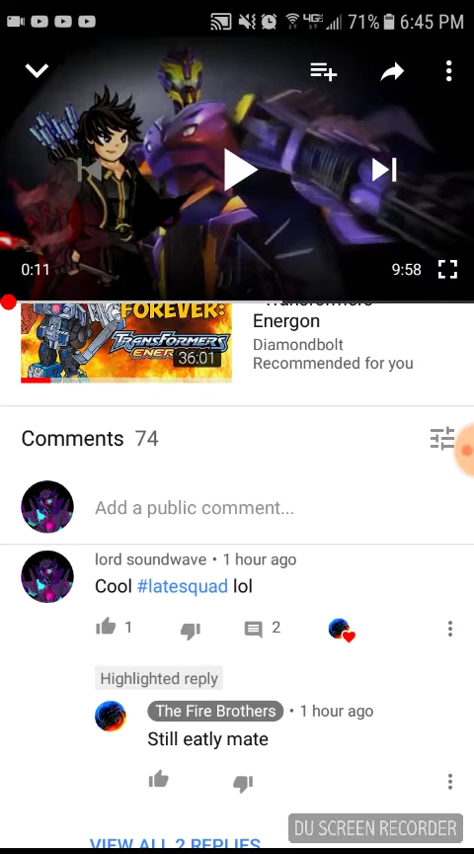 4G 71% 6:45 PM
0:11 9:58
FOREVER:
TRANSFORMERS
36:01
Transformers
Energon
Diamondbolt
Recommended for you
Comments 74
Add a public comment...
lord soundwave • 1 hour ago
Cool #latesquad lol
1 2
Highlighted reply
The Fire Brothers • 1 hour ago
Still eatly mate
DU SCREEN RECORDER
VIEW ALL 2 REPLIES